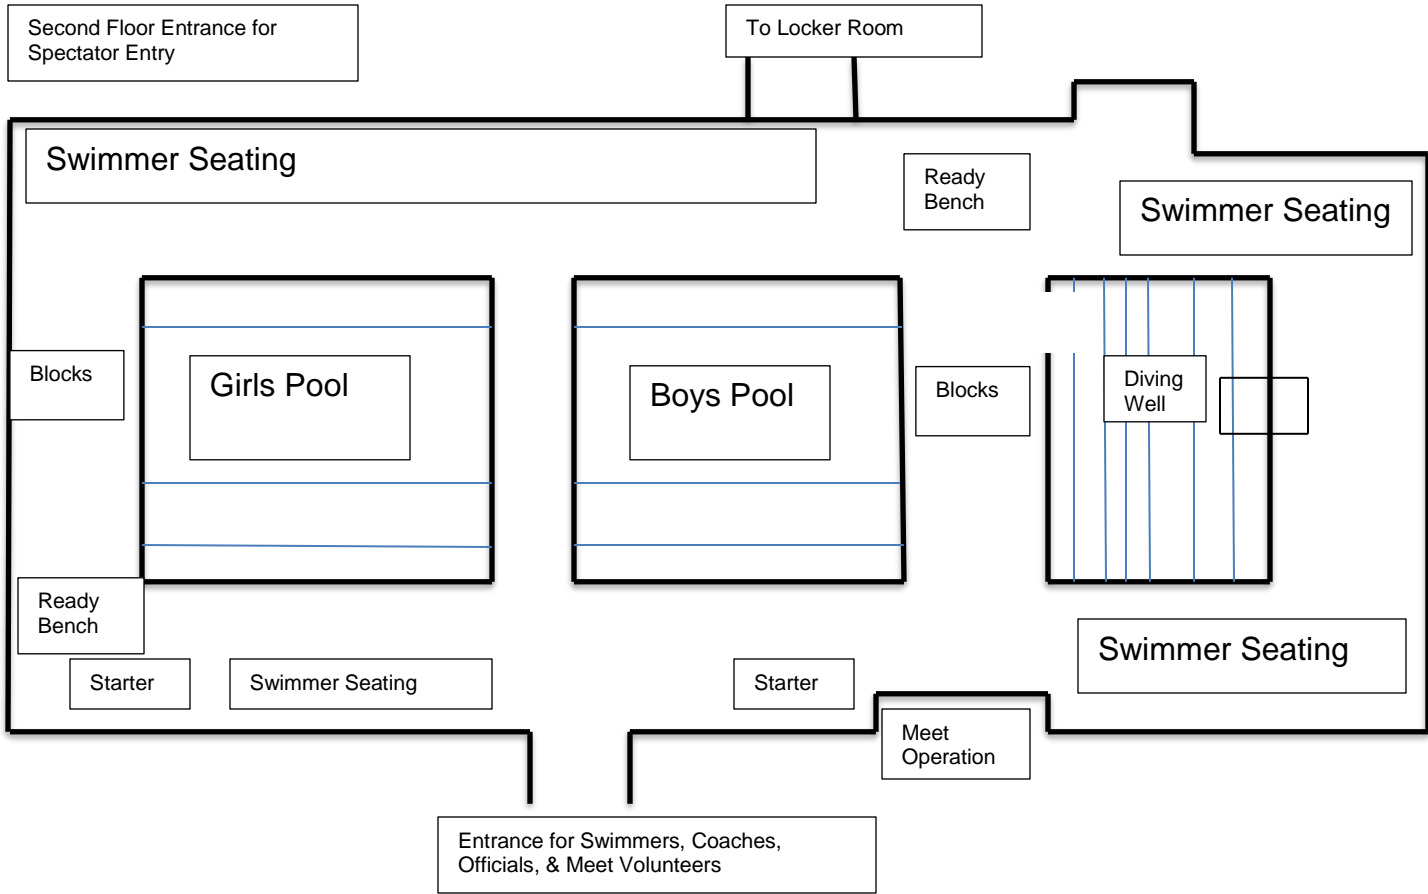 Second Floor Entrance for
Spectator Entry
To Locker Room
Swimmer Seating
Ready
Bench
Swimmer Seating
Blocks
Girls Pool
Boys Pool
Blocks
Diving
Well
Ready
Bench
Starter
Swimmer Seating
Starter
Swimmer Seating
Meet
Operation
Entrance for Swimmers, Coaches,
Officials, & Meet Volunteers